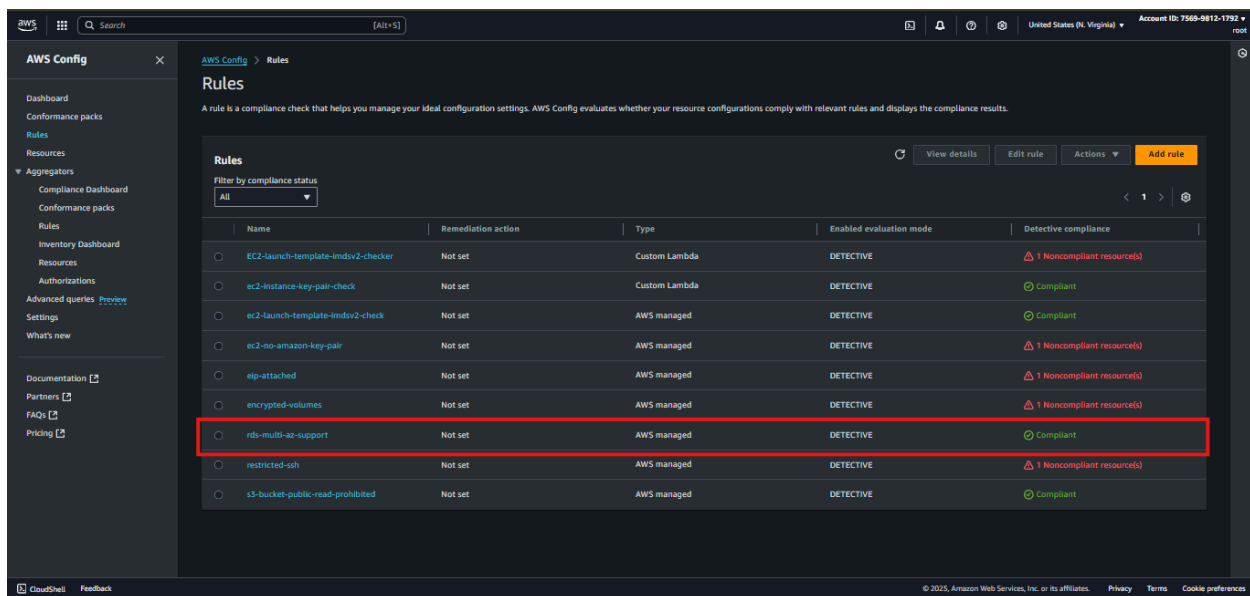 aws
Search [Alt+S]
United States (N. Virginia) ▼
Account ID: 7569-9812-1792 ▼
root
AWS Config
Dashboard
Conformance packs
Rules
Resources
▼ Aggregators
Compliance Dashboard
Conformance packs
Rules
Inventory Dashboard
Resources
Authorizations
Advanced queries Preview
Settings
What's new
Documentation
Partners
FAQs
Pricing
AWS Config > Rules
Rules
A rule is a compliance check that helps you manage your ideal configuration settings. AWS Config evaluates whether your resource configurations comply with relevant rules and displays the compliance results.
Rules
View details Edit rule Actions ▼ Add rule
Filter by compliance status
All ▼
< 1 >
Name Remediation action Type Enabled evaluation mode Detective compliance
EC2-launch-template-imdsv2-checker Not set Custom Lambda DETECTIVE 1 Noncompliant resource(s)
ec2-instance-key-pair-check Not set Custom Lambda DETECTIVE Compliant
ec2-launch-template-imdsv2-check Not set AWS managed DETECTIVE Compliant
ec2-no-amazon-key-pair Not set AWS managed DETECTIVE 1 Noncompliant resource(s)
eip-attached Not set AWS managed DETECTIVE 1 Noncompliant resource(s)
encrypted-volumes Not set AWS managed DETECTIVE 1 Noncompliant resource(s)
rds-multi-az-support Not set AWS managed DETECTIVE Compliant
restricted-ssh Not set AWS managed DETECTIVE 1 Noncompliant resource(s)
s3-bucket-public-read-prohibited Not set AWS managed DETECTIVE Compliant
CloudShell Feedback
© 2025, Amazon Web Services, Inc. or its affiliates. Privacy Terms Cookie preferences